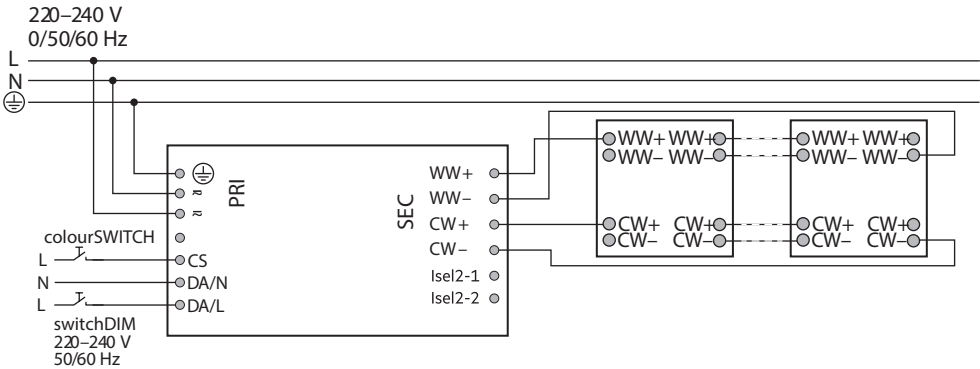 220–240 V
0/50/60 Hz
L
N
PRI
SEC
≈
≈
WW+
WW–
CW+
CW–
Isel2-1
Isel2-2
colourSWITCH
L
CS
N
DA/N
L
DA/L
switchDIM
220–240 V
50/60 Hz
WW+ WW+
WW– WW–
CW+ CW+
CW– CW–
WW+ WW+
WW– WW–
CW+ CW+
CW– CW–